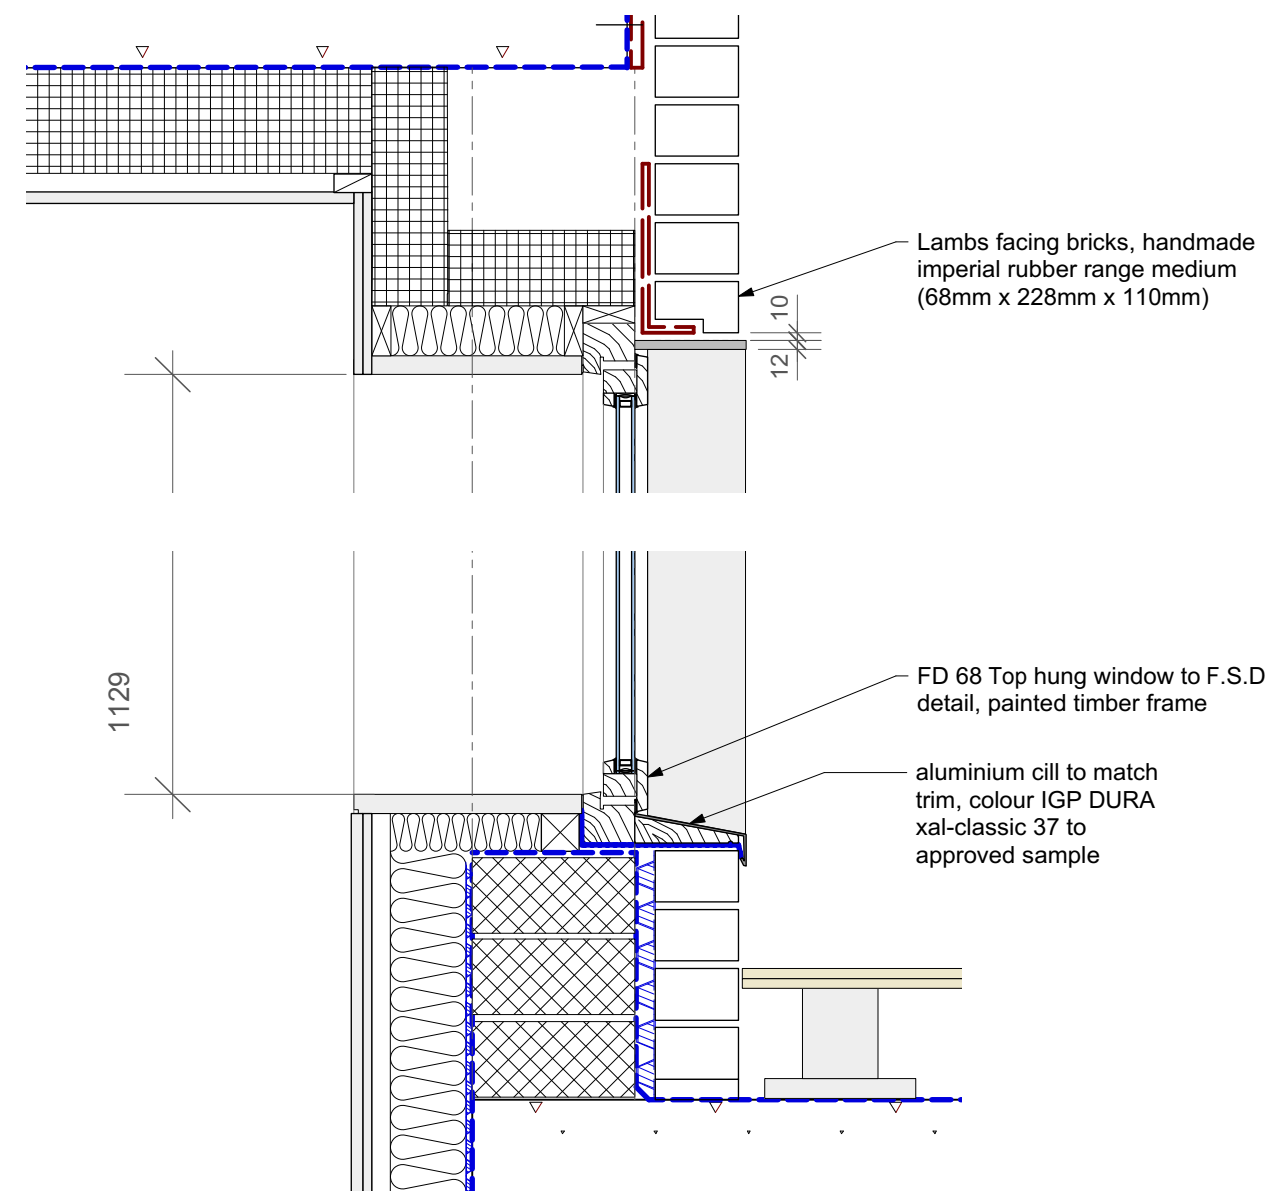 Lambs facing bricks, handmade
imperial rubber range medium
(68mm x 228mm x 110mm)
10
12
1129
FD 68 Top hung window to F.S.D
detail, painted timber frame
aluminium cill to match
trim, colour IGP DURA
xal-classic 37 to
approved sample